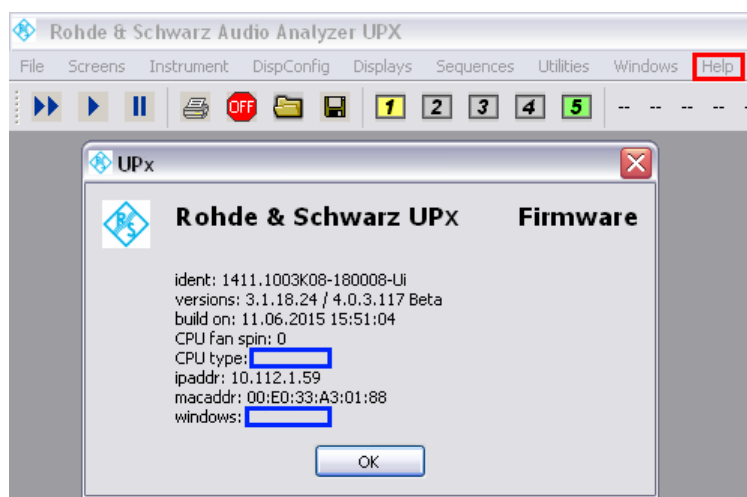 Rohde & Schwarz Audio Analyzer UPX
File Screens Instrument DispConfig Displays Sequences Utilities Windows Help
OFF 1 2 3 4 5 -- -- -- --
UPx
R&S Rohde & Schwarz UPX Firmware
ident: 1411.1003K08-180008-Ui
versions: 3.1.18.24 / 4.0.3.117 Beta
build on: 11.06.2015 15:51:04
CPU fan spin: 0
CPU type:
ipaddr: 10.112.1.59
macaddr: 00:E0:33:A3:01:88
windows:
OK